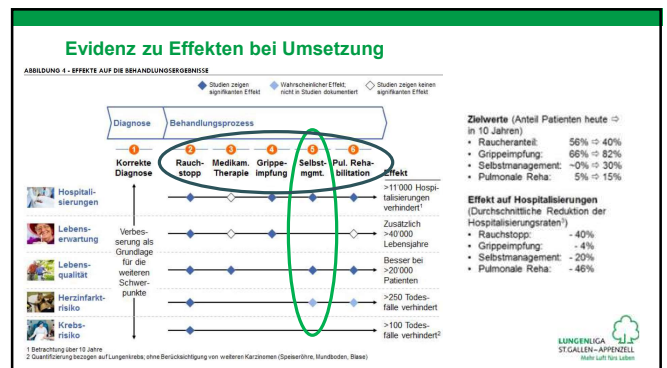 Evidenz zu Effekten bei Umsetzung
ABBILDUNG 4 - EFFEKTE AUF DIE BEHANDLUNGSERGEBNISSE
Studien zeigen
signifikanten Effekt
Wahrscheinlicher Effekt;
nicht in Studien dokumentiert
Studien zeigen keinen
signifikanten Effekt
Diagnose
Behandlungsprozess
1
Korrekte
Diagnose
2
Rauch-
stopp
3
Medikam.
Therapie
4
Grippe-
impfung
5
Selbst-
mgmt.
6
Pul. Reha-
bilitation
Effekt
Verbes-
serung als
Grundlage
für die
weiteren
Schwer-
punkte
Hospitali-
sierungen
>11'000 Hospi-
talisierungen
verhindert¹
Lebens-
erwartung
Zusätzlich
>40'000
Lebensjahre
Lebens-
qualität
Besser bei
>20'000
Patienten
Herzinfarkt-
risiko
>250 Todes-
fälle verhindert
Krebs-
risiko
>100 Todes-
fälle verhindert²
1 Betrachtung über 10 Jahre
2 Quantifizierung bezogen auf Lungenkrebs; ohne Berücksichtigung von weiteren Karzinomen (Speiseröhre, Mundboden, Blase)
Zielwerte (Anteil Patienten heute ⇨
in 10 Jahren)
• Raucheranteil: 56% ⇨ 40%
• Grippeimpfung: 66% ⇨ 82%
• Selbstmanagement: ~0% ⇨ 30%
• Pulmonale Reha: 5% ⇨ 15%
Effekt auf Hospitalisierungen
(Durchschnittliche Reduktion der
Hospitalisierungsraten³)
• Rauchstopp: - 40%
• Grippeimpfung: - 4%
• Selbstmanagement: - 20%
• Pulmonale Reha: - 46%
LUNGENLIGA
ST.GALLEN-APPENZELL
Mehr Luft fürs Leben